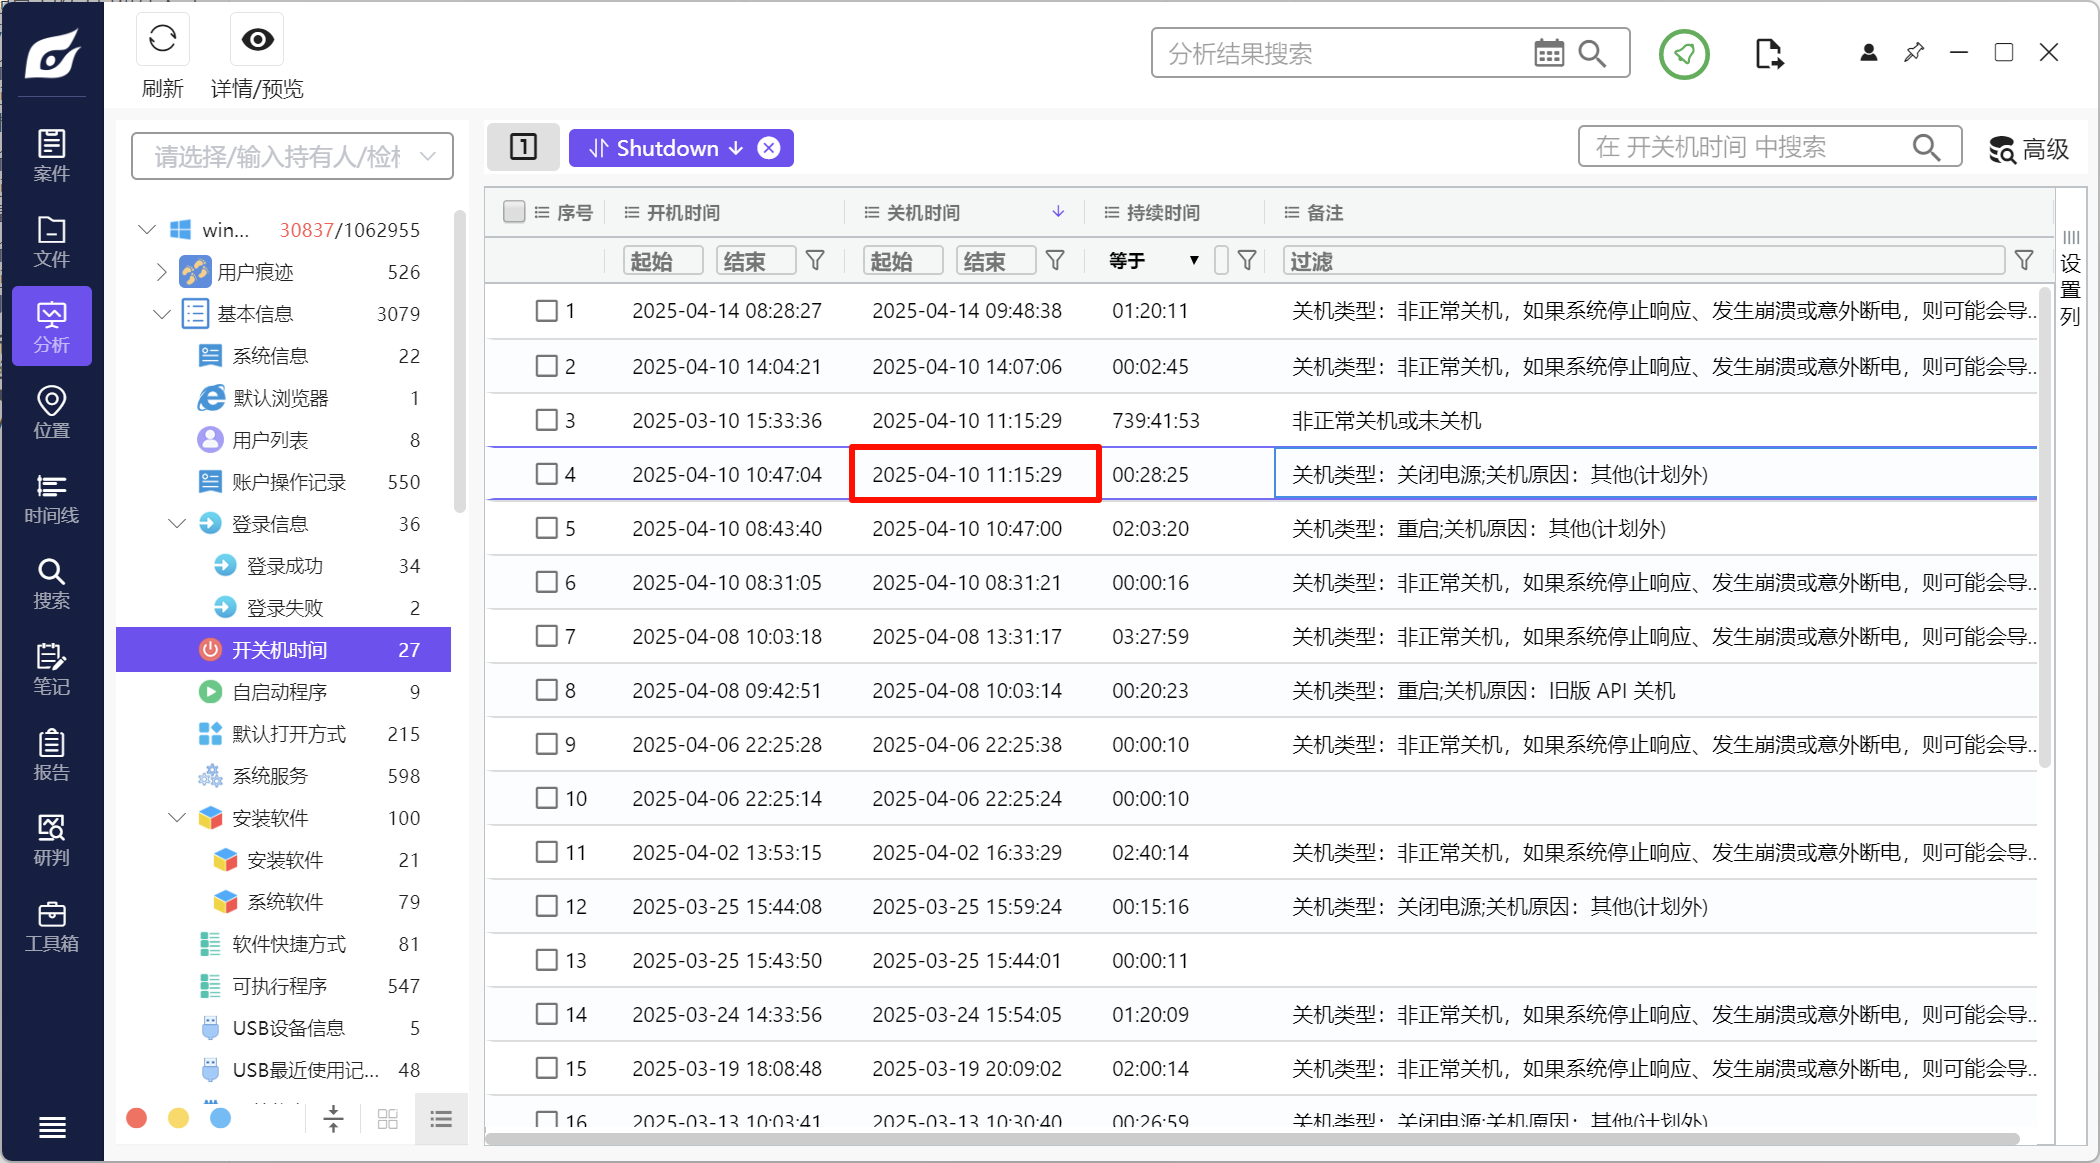 刷新
详情/预览
分析结果搜索
案件
文件
分析
位置
时间线
搜索
笔记
报告
研判
工具箱
请选择/输入持有人/检材
win... 30837/1062955
用户痕迹 526
基本信息 3079
系统信息 22
默认浏览器 1
用户列表 8
账户操作记录 550
登录信息 36
登录成功 34
登录失败 2
开关机时间 27
自启动程序 9
默认打开方式 215
系统服务 598
安装软件 100
安装软件 21
系统软件 79
软件快捷方式 81
可执行程序 547
USB设备信息 5
USB最近使用记... 48
1 Shutdown
在 开关机时间 中搜索
高级
序号 开机时间 关机时间 持续时间 备注
起始 结束 起始 结束 等于 过滤
设置列
1 2025-04-14 08:28:27 2025-04-14 09:48:38 01:20:11 关机类型：非正常关机，如果系统停止响应、发生崩溃或意外断电，则可能会导...
2 2025-04-10 14:04:21 2025-04-10 14:07:06 00:02:45 关机类型：非正常关机，如果系统停止响应、发生崩溃或意外断电，则可能会导...
3 2025-03-10 15:33:36 2025-04-10 11:15:29 739:41:53 非正常关机或未关机
4 2025-04-10 10:47:04 2025-04-10 11:15:29 00:28:25 关机类型：关闭电源;关机原因：其他(计划外)
5 2025-04-10 08:43:40 2025-04-10 10:47:00 02:03:20 关机类型：重启;关机原因：其他(计划外)
6 2025-04-10 08:31:05 2025-04-10 08:31:21 00:00:16 关机类型：非正常关机，如果系统停止响应、发生崩溃或意外断电，则可能会导...
7 2025-04-08 10:03:18 2025-04-08 13:31:17 03:27:59 关机类型：非正常关机，如果系统停止响应、发生崩溃或意外断电，则可能会导...
8 2025-04-08 09:42:51 2025-04-08 10:03:14 00:20:23 关机类型：重启;关机原因：旧版 API 关机
9 2025-04-06 22:25:28 2025-04-06 22:25:38 00:00:10 关机类型：非正常关机，如果系统停止响应、发生崩溃或意外断电，则可能会导...
10 2025-04-06 22:25:14 2025-04-06 22:25:24 00:00:10
11 2025-04-02 13:53:15 2025-04-02 16:33:29 02:40:14 关机类型：非正常关机，如果系统停止响应、发生崩溃或意外断电，则可能会导...
12 2025-03-25 15:44:08 2025-03-25 15:59:24 00:15:16 关机类型：关闭电源;关机原因：其他(计划外)
13 2025-03-25 15:43:50 2025-03-25 15:44:01 00:00:11
14 2025-03-24 14:33:56 2025-03-24 15:54:05 01:20:09 关机类型：非正常关机，如果系统停止响应、发生崩溃或意外断电，则可能会导...
15 2025-03-19 18:08:48 2025-03-19 20:09:02 02:00:14 关机类型：非正常关机，如果系统停止响应、发生崩溃或意外断电，则可能会导...
16 2025-03-13 10:03:41 2025-03-13 10:30:40 00:26:59 关机类型：关闭电源;关机原因：其他(计划外)